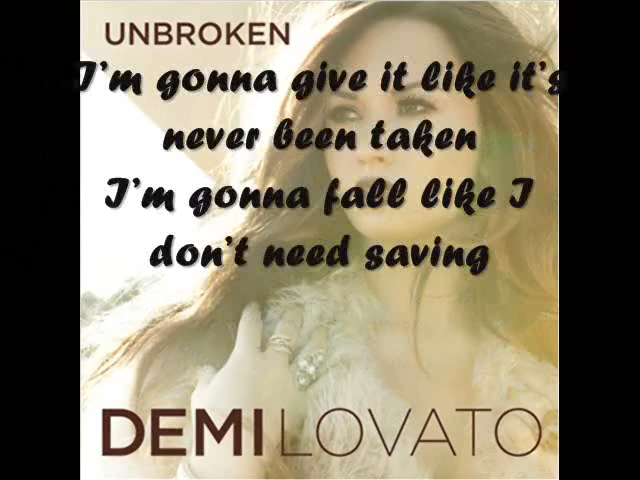 UNBROKEN
I'm gonna give it like it's
never been taken
I'm gonna fall like I
don't need saving
DEMI LOVATO